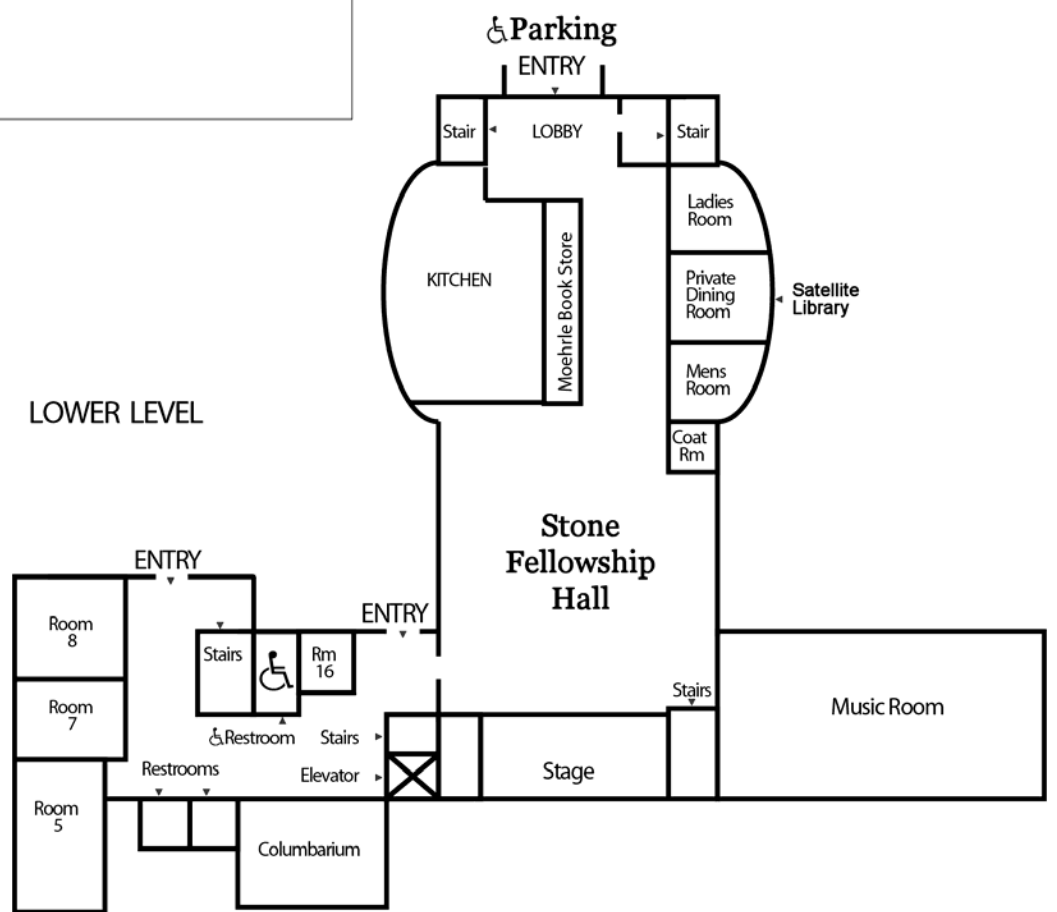 Parking
ENTRY
Stair
LOBBY
Stair
Ladies
Room
KITCHEN
Moehrle Book Store
Private
Dining
Room
Satellite
Library
Mens
Room
LOWER LEVEL
Coat
Rm
Stone
Fellowship
Hall
ENTRY
ENTRY
Room
8
Stairs
Rm
16
Room
7
Restroom
Stairs
Stairs
Music Room
Restrooms
Elevator
Stage
Room
5
Columbarium